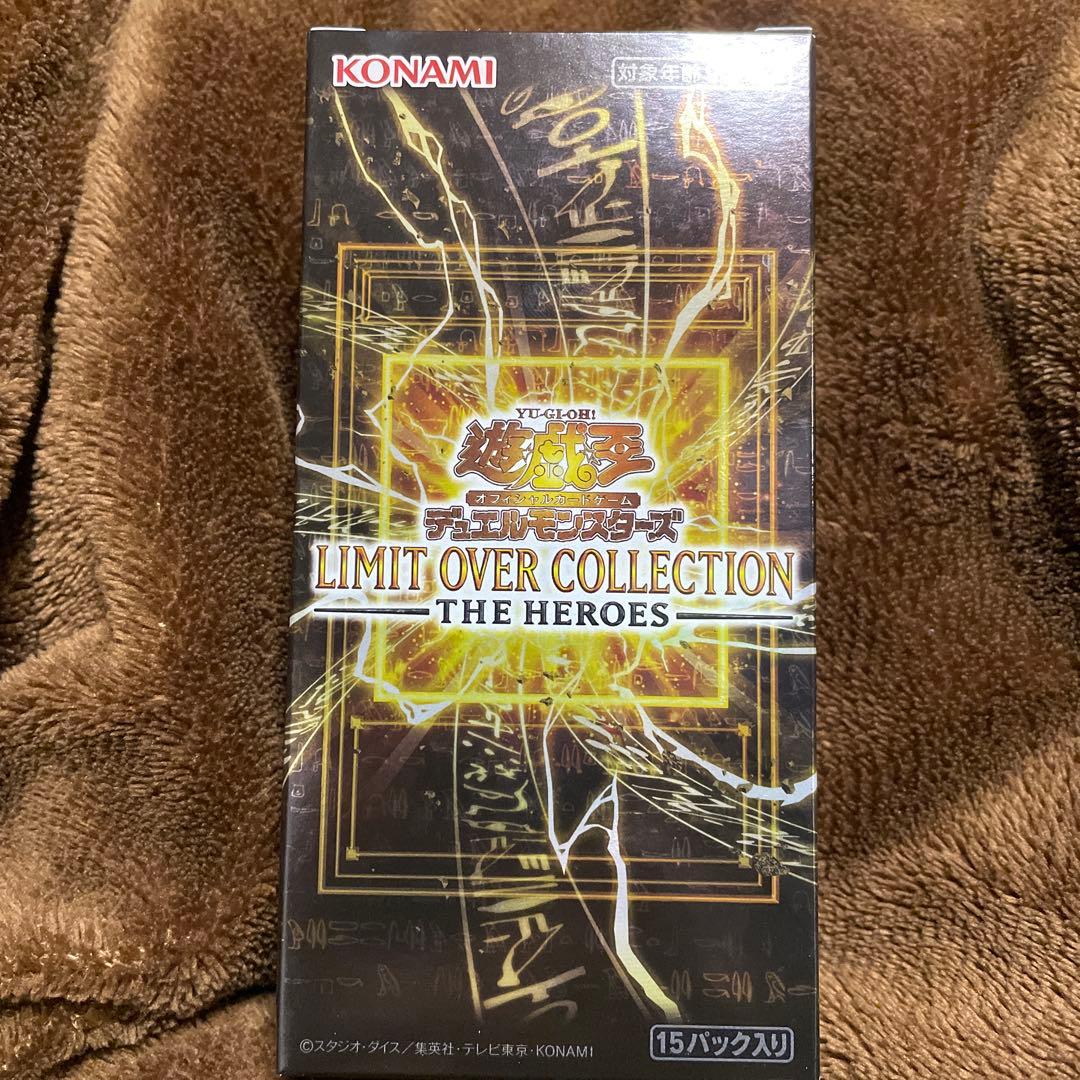 KONAMI
対象年齢
YU-GI-OH!
遊戯王
オフィシャルカードゲーム
デュエルモンスターズ
LIMIT OVER COLLECTION
THE HEROES
©スタジオ・ダイス/集英社・テレビ東京・KONAMI
15パック入り